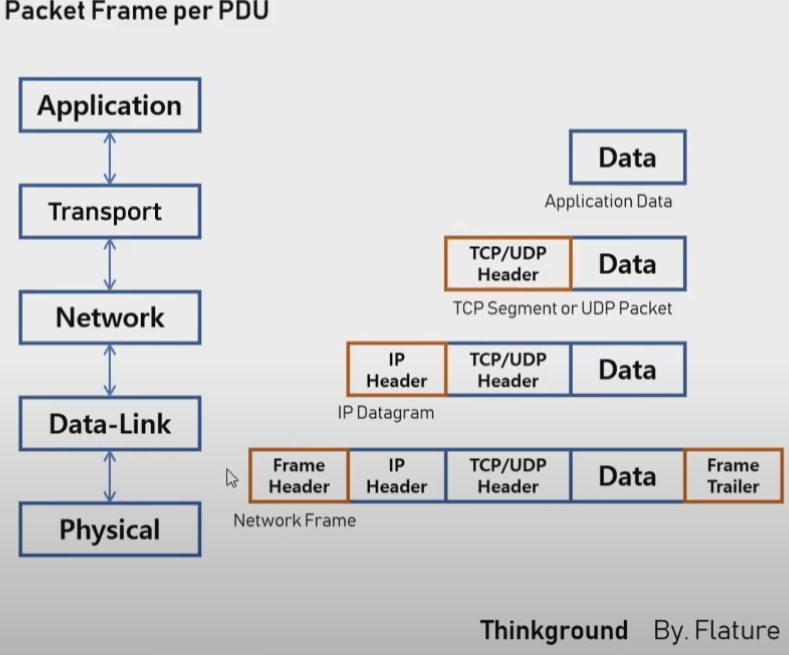 Packet Frame per PDU
Application
Data
Application Data
Transport
TCP/UDP
Header
Data
TCP Segment or UDP Packet
Network
IP
Header
TCP/UDP
Header
Data
IP Datagram
Data-Link
Frame
Header
IP
Header
TCP/UDP
Header
Data
Frame
Trailer
Network Frame
Physical
Thinkground By. Flature